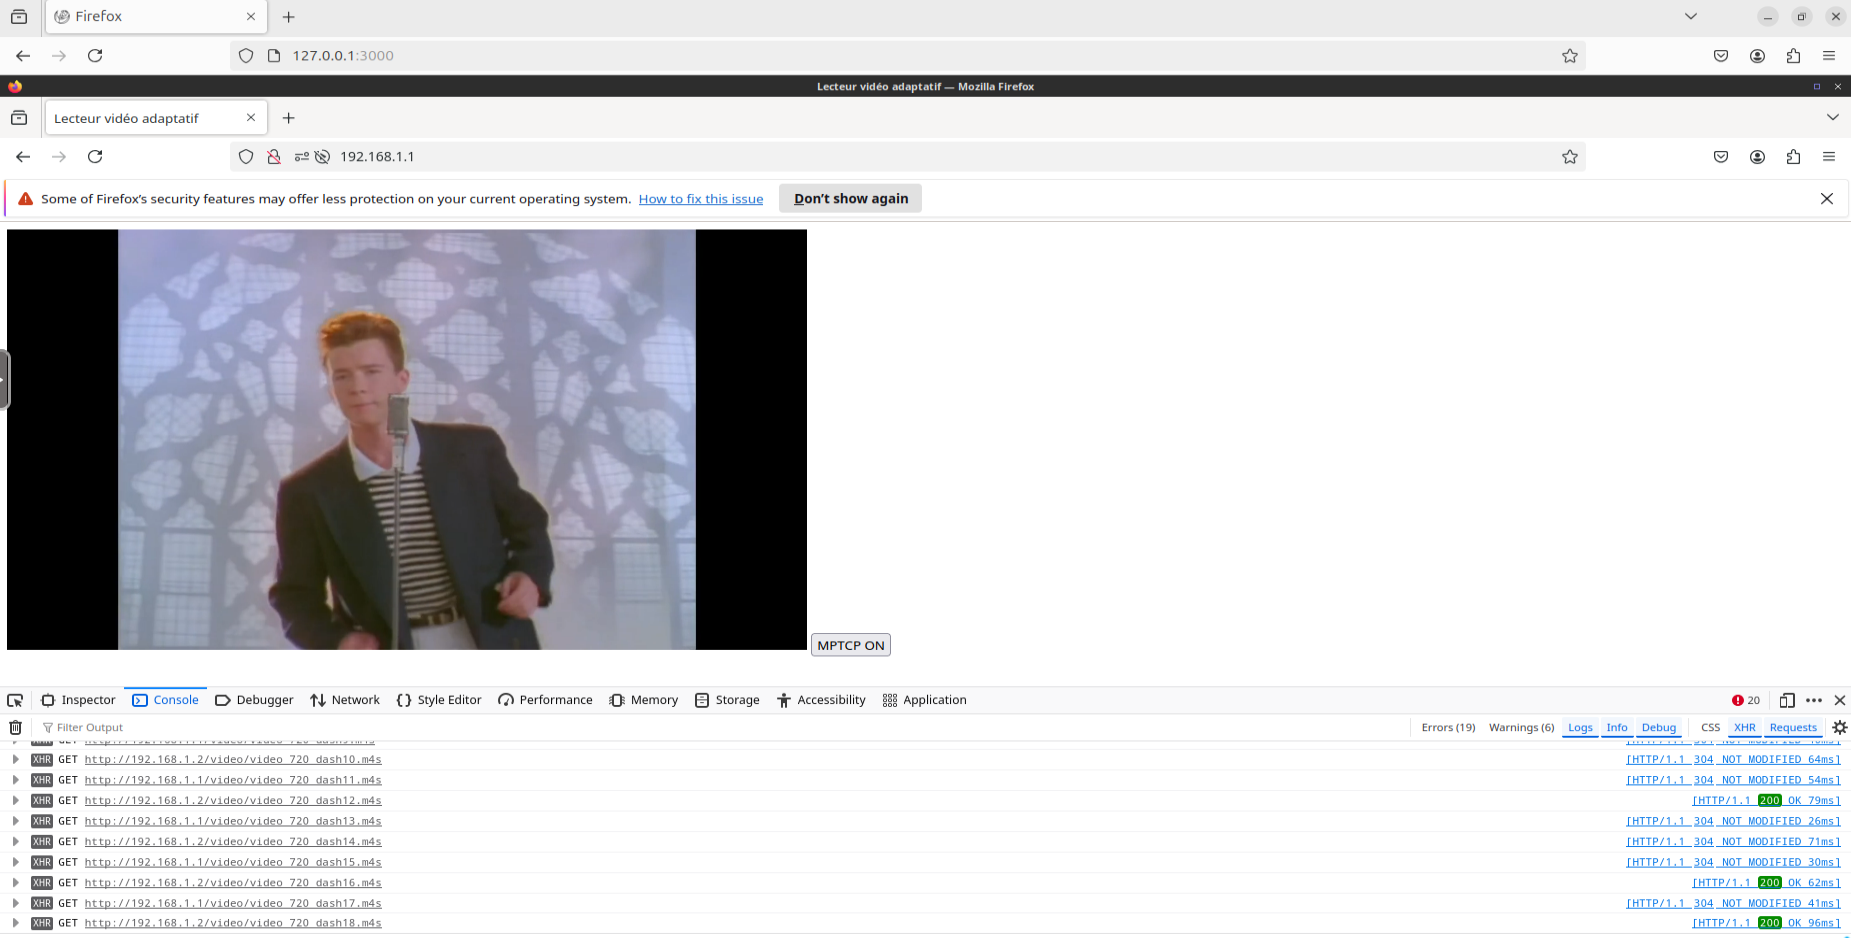 Firefox
127.0.0.1:3000
Lecteur vidéo adaptatif — Mozilla Firefox
Lecteur vidéo adaptatif
192.168.1.1
Some of Firefox's security features may offer less protection on your current operating system. How to fix this issue Don't show again
MPTCP ON
Inspector Console Debugger Network Style Editor Performance Memory Storage Accessibility Application 20
Filter Output Errors (19) Warnings (6) Logs Info Debug CSS XHR Requests
XHR GET http://192.168.1.2/video/video_720_dash10.m4s [HTTP/1.1 304 NOT MODIFIED 64ms]
XHR GET http://192.168.1.1/video/video_720_dash11.m4s [HTTP/1.1 304 NOT MODIFIED 54ms]
XHR GET http://192.168.1.2/video/video_720_dash12.m4s [HTTP/1.1 200 OK 79ms]
XHR GET http://192.168.1.1/video/video_720_dash13.m4s [HTTP/1.1 304 NOT MODIFIED 26ms]
XHR GET http://192.168.1.2/video/video_720_dash14.m4s [HTTP/1.1 304 NOT MODIFIED 71ms]
XHR GET http://192.168.1.1/video/video_720_dash15.m4s [HTTP/1.1 304 NOT MODIFIED 30ms]
XHR GET http://192.168.1.2/video/video_720_dash16.m4s [HTTP/1.1 200 OK 62ms]
XHR GET http://192.168.1.1/video/video_720_dash17.m4s [HTTP/1.1 304 NOT MODIFIED 41ms]
XHR GET http://192.168.1.2/video/video_720_dash18.m4s [HTTP/1.1 200 OK 96ms]